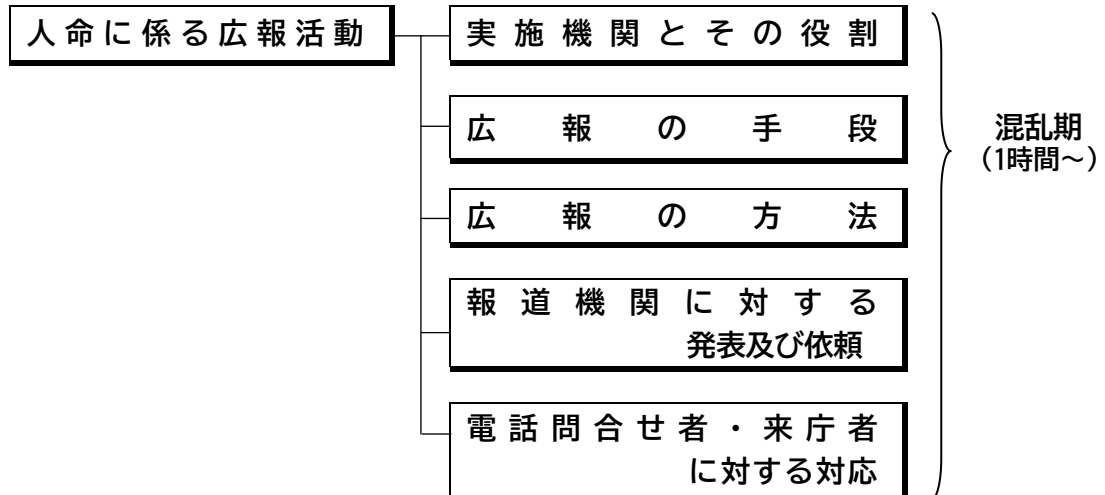 人命に係る広報活動
実施機関とその役割
広報の手段
広報の方法
報道機関に対する
発表及び依頼
電話問合せ者・来庁者
に対する対応
混乱期
（1時間～）